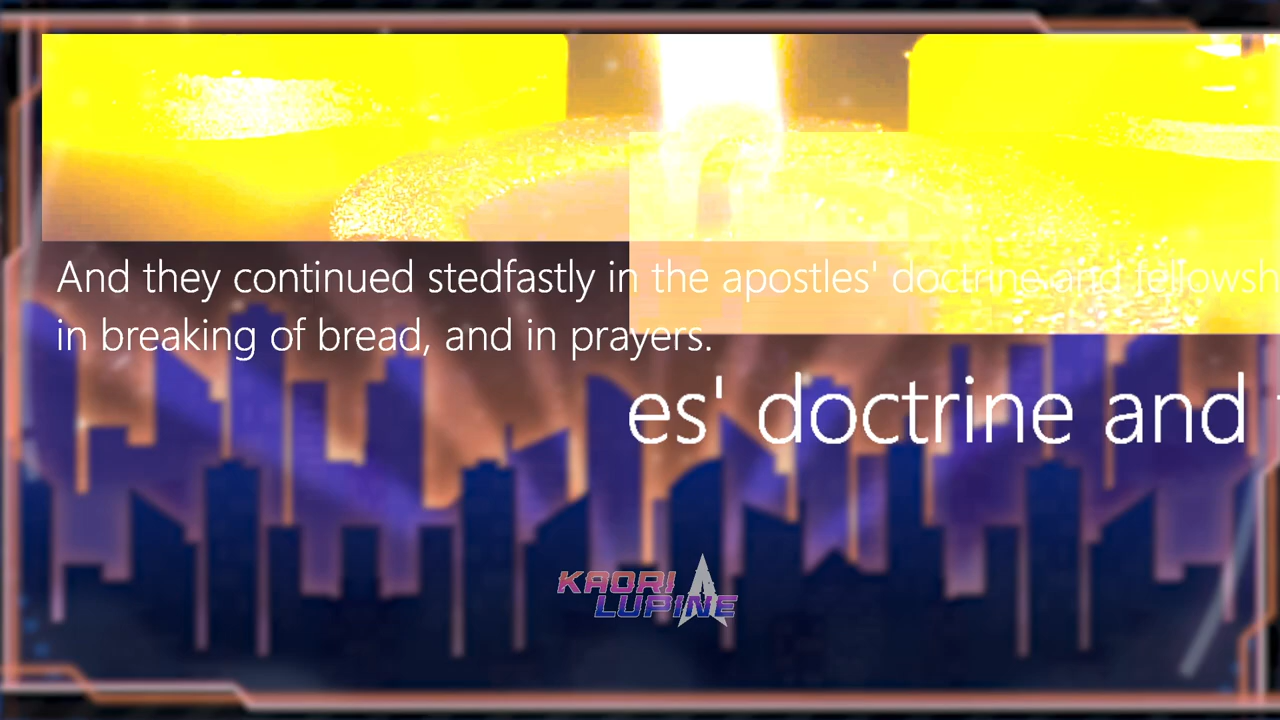 And they continued stedfastly in the apostles' doctrine and fellowsh
in breaking of bread, and in prayers.
es' doctrine and
KAORI
LUPINE